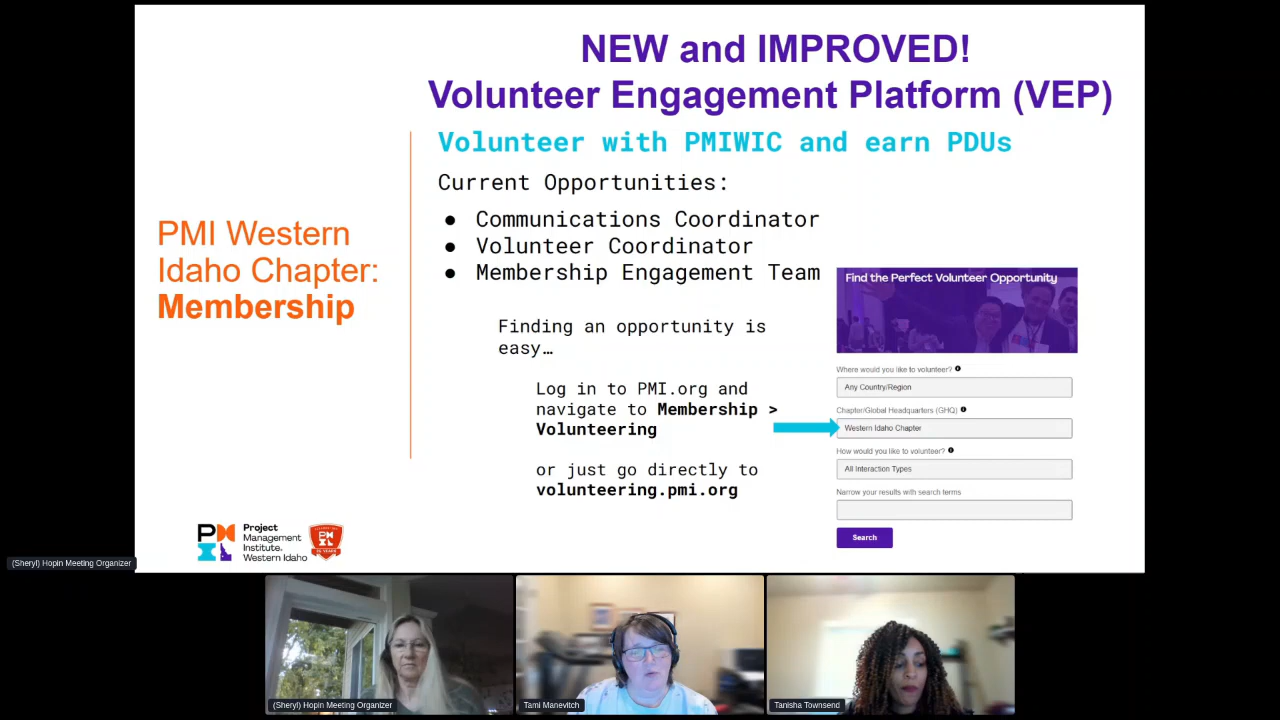 NEW and IMPROVED!
Volunteer Engagement Platform (VEP)
Volunteer with PMIWIC and earn PDUs
Current Opportunities:
● Communications Coordinator
● Volunteer Coordinator
● Membership Engagement Team
PMI Western
Idaho Chapter:
Membership
Finding an opportunity is
easy…
Log in to PMI.org and
navigate to Membership >
Volunteering
or just go directly to
volunteering.pmi.org
Find the Perfect Volunteer Opportunity
Where would you like to volunteer?
Any Country/Region
Chapter/Global Headquarters (GHQ)
Western Idaho Chapter
How would you like to volunteer?
All Interaction Types
Narrow your results with search terms
Search
Project
Management
Institute.
Western Idaho
(Sheryl) Hopin Meeting Organizer
(Sheryl) Hopin Meeting Organizer
Tami Manevitch
Tanisha Townsend